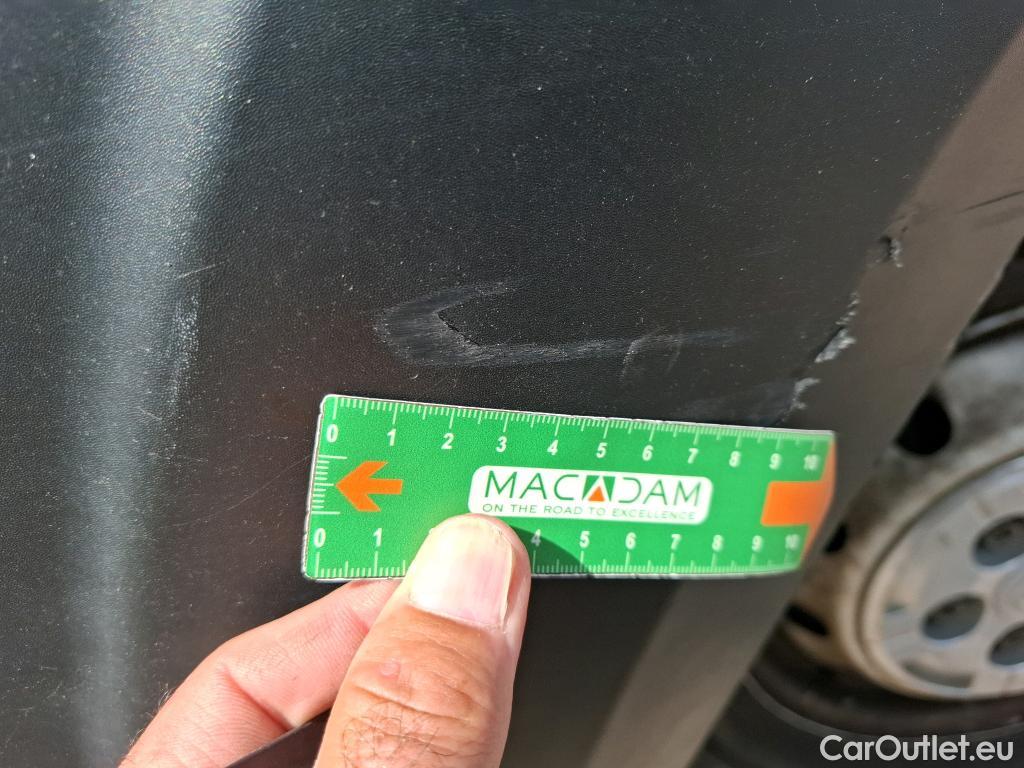 0 1 2 3 4 5 6 7 8 9 10
MACADAM
ON THE ROAD TO EXCELLENCE
0 1 4 5 6 7 8 9 10
CarOutlet.eu